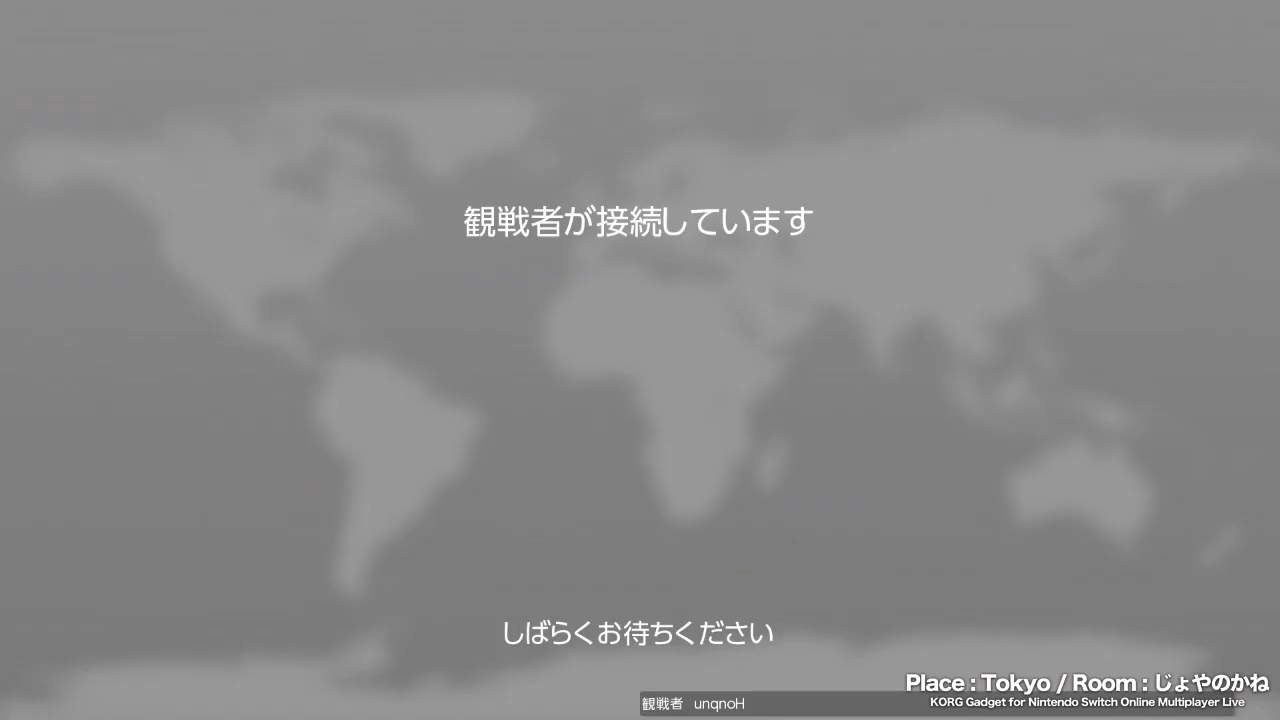 観戦者が接続しています
しばらくお待ちください
Place : Tokyo / Room : じょやのかね
KORG Gadget for Nintendo Switch Online Multiplayer Live
観戦者 unqnoH